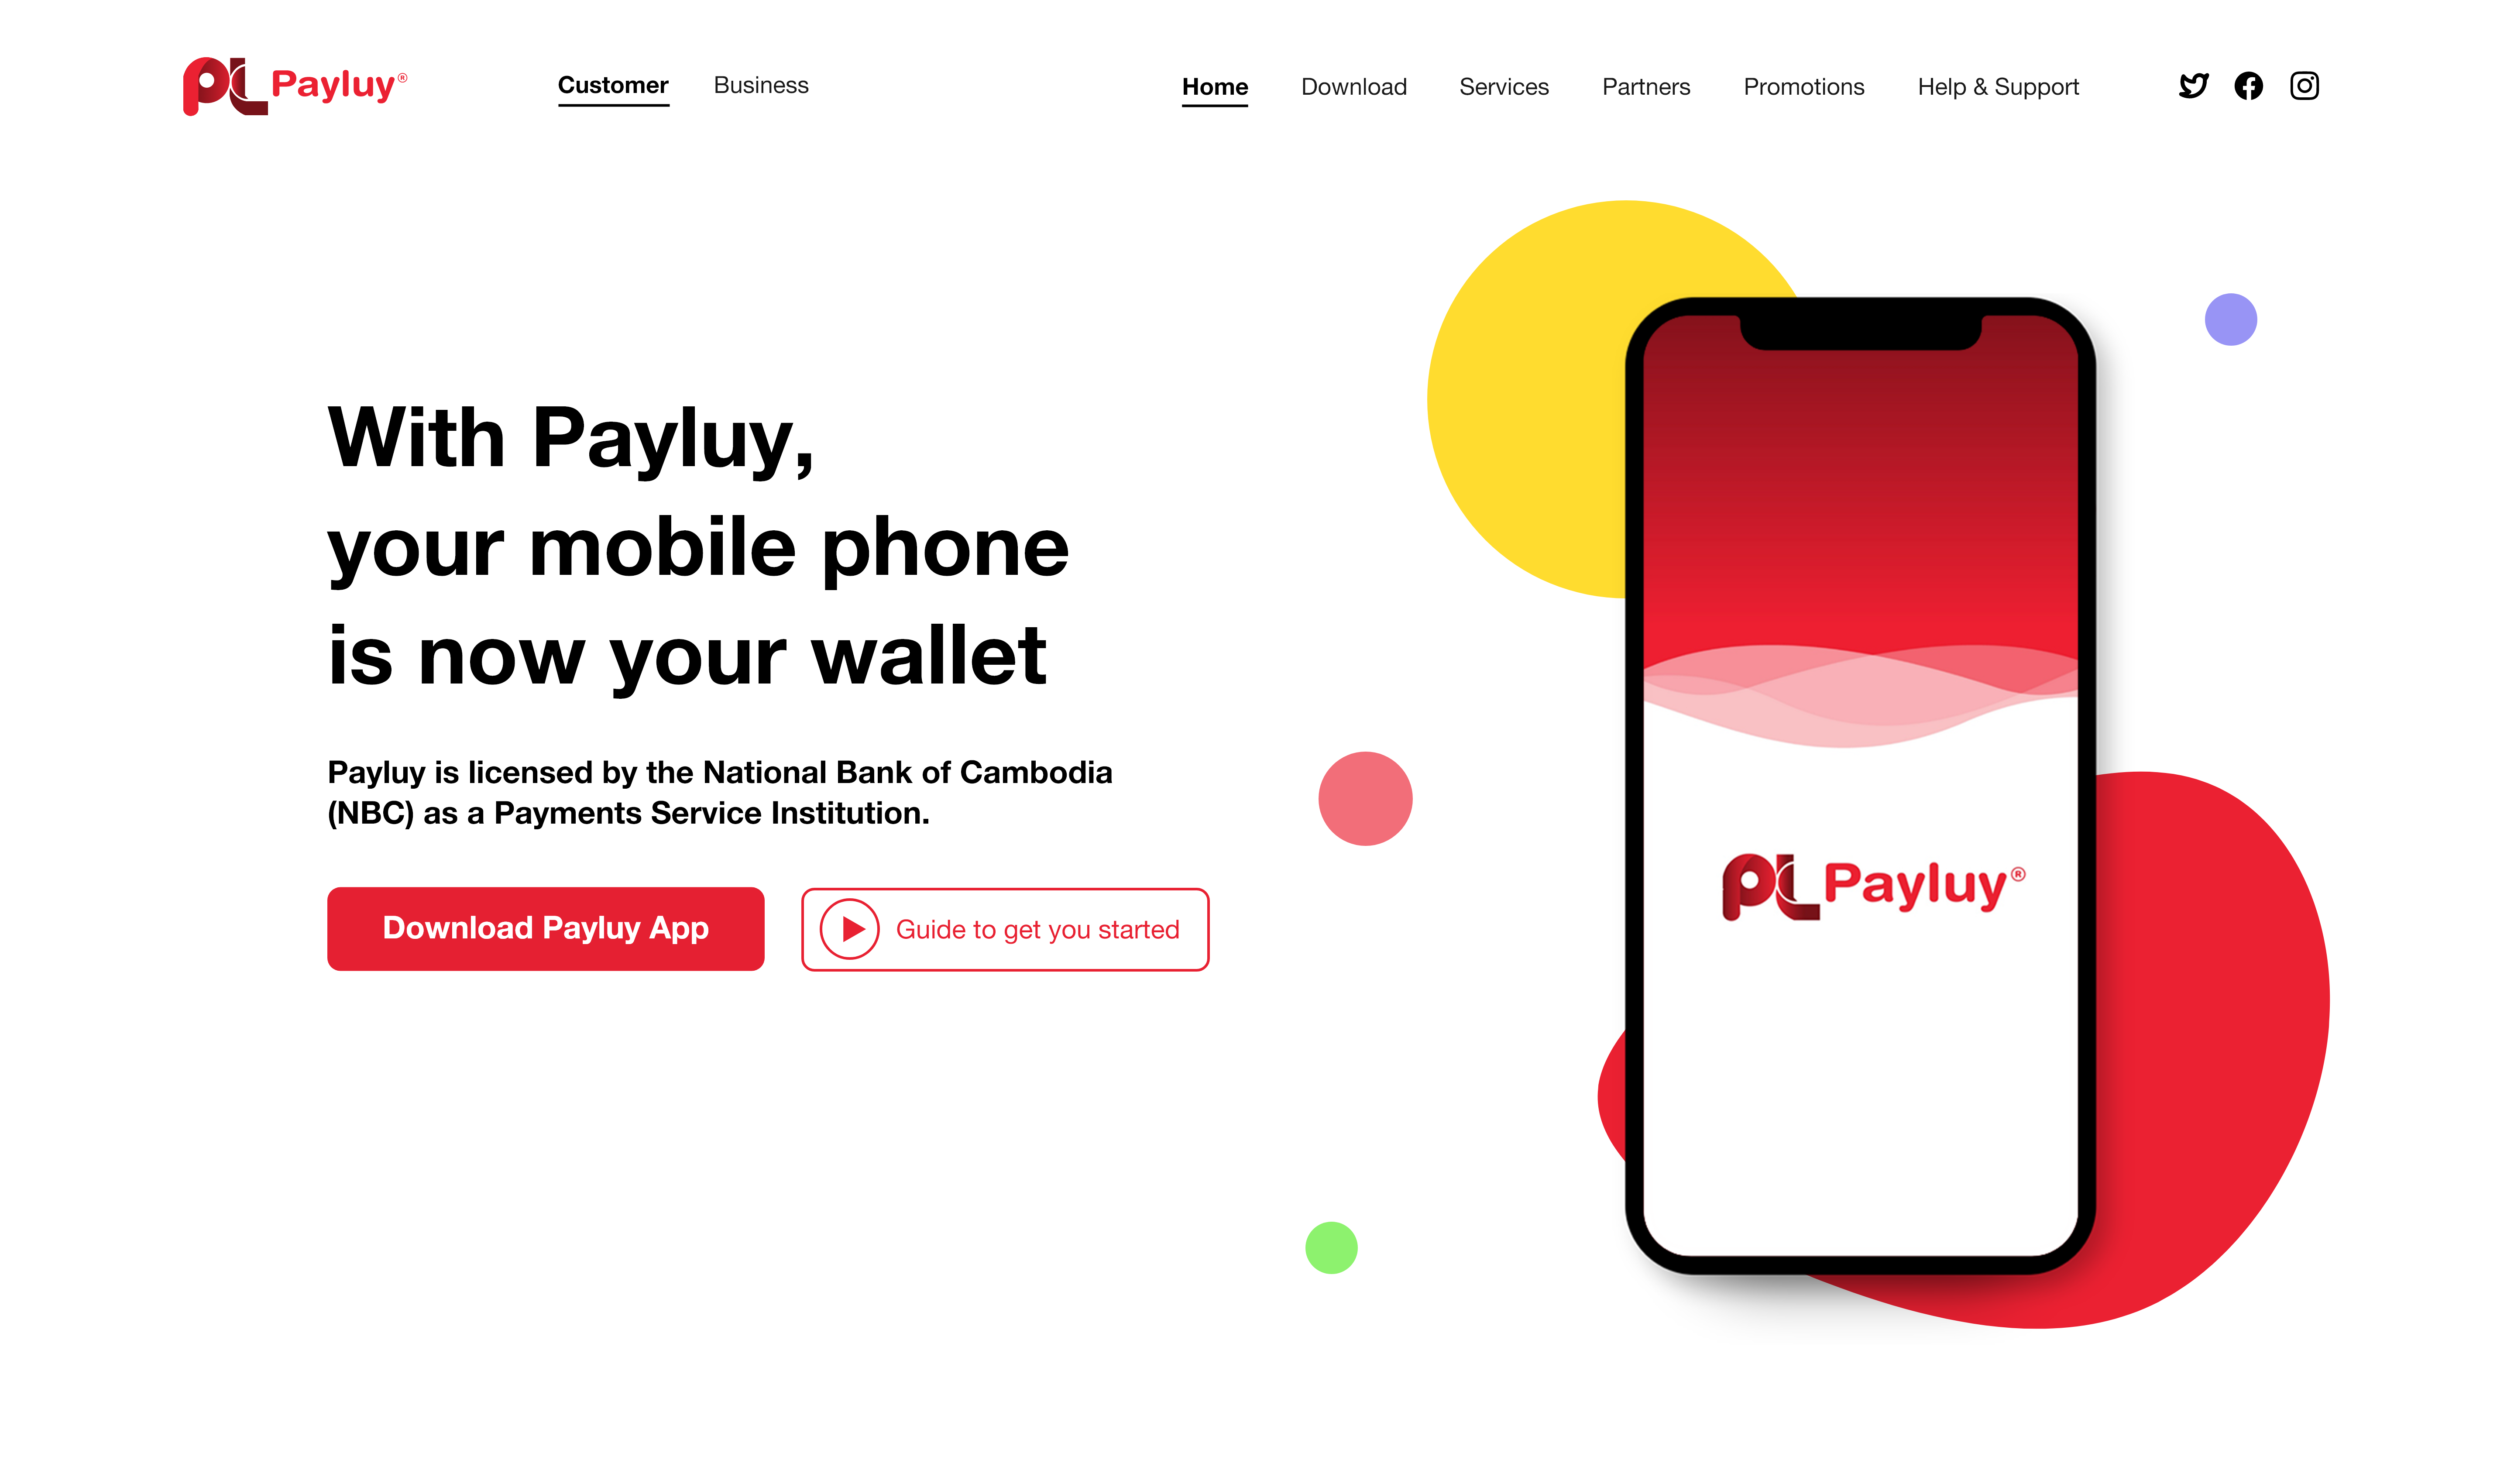 Payluy®
Customer
Business
Home
Download
Services
Partners
Promotions
Help & Support
With Payluy,
your mobile phone
is now your wallet
Payluy is licensed by the National Bank of Cambodia
(NBC) as a Payments Service Institution.
Download Payluy App
Guide to get you started
Payluy®